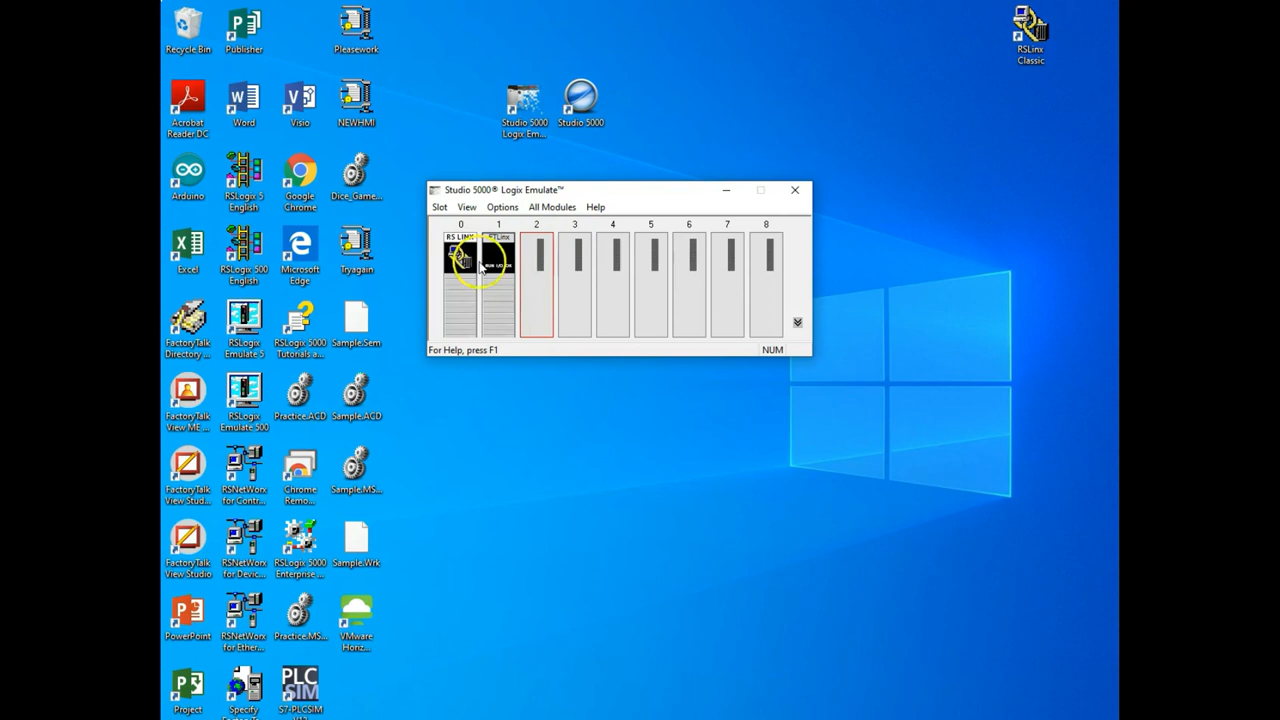 Recycle Bin
Publisher
Pleasework
RSLinx
Classic
Acrobat
Reader DC
Word
Visio
NEWHMI
Studio 5000
Logix Em...
Studio 5000
Arduino
RSLogix 5
English
Google
Chrome
Dice_Game...
Studio 5000® Logix Emulate™
Slot View Options All Modules Help
0 1 2 3 4 5 6 7 8
RS LINX
RUN I/O OK
For Help, press F1
NUM
Excel
RSLogix 500
English
Microsoft
Edge
Tryagain
FactoryTalk
Directory ...
RSLogix
Emulate 5
RSLogix 5000
Tutorials a...
Sample.Sem
FactoryTalk
View ME ...
RSLogix
Emulate 500
Practice.ACD
Sample.ACD
FactoryTalk
View Stud...
RSNetWorx
for Contr...
Chrome
Remo...
Sample.MS...
FactoryTalk
View Studio
RSNetWorx
for Devic...
RSLogix 5000
Enterprise ...
Sample.Wrk
PowerPoint
RSNetWorx
for Ether...
Practice.MS...
VMware
Horiz...
Project
Specify
PLC
SIM
S7-PLCSIM